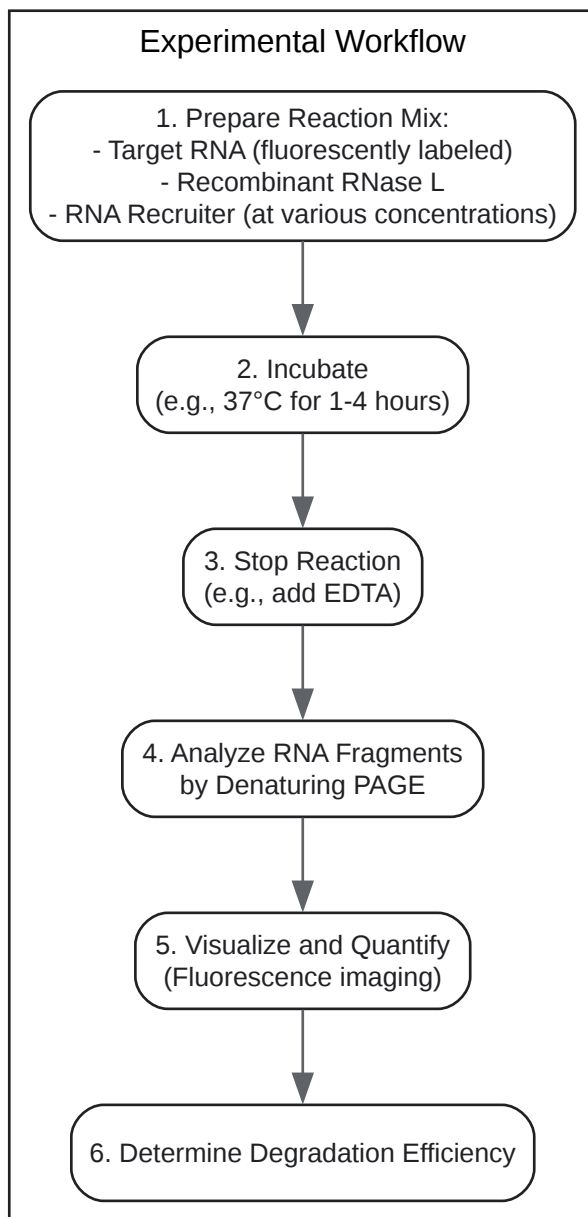 Experimental Workflow
1. Prepare Reaction Mix:
- Target RNA (fluorescently labeled)
- Recombinant RNase L
- RNA Recruiter (at various concentrations)
2. Incubate
(e.g., 37°C for 1-4 hours)
3. Stop Reaction
(e.g., add EDTA)
4. Analyze RNA Fragments
by Denaturing PAGE
5. Visualize and Quantify
(Fluorescence imaging)
6. Determine Degradation Efficiency